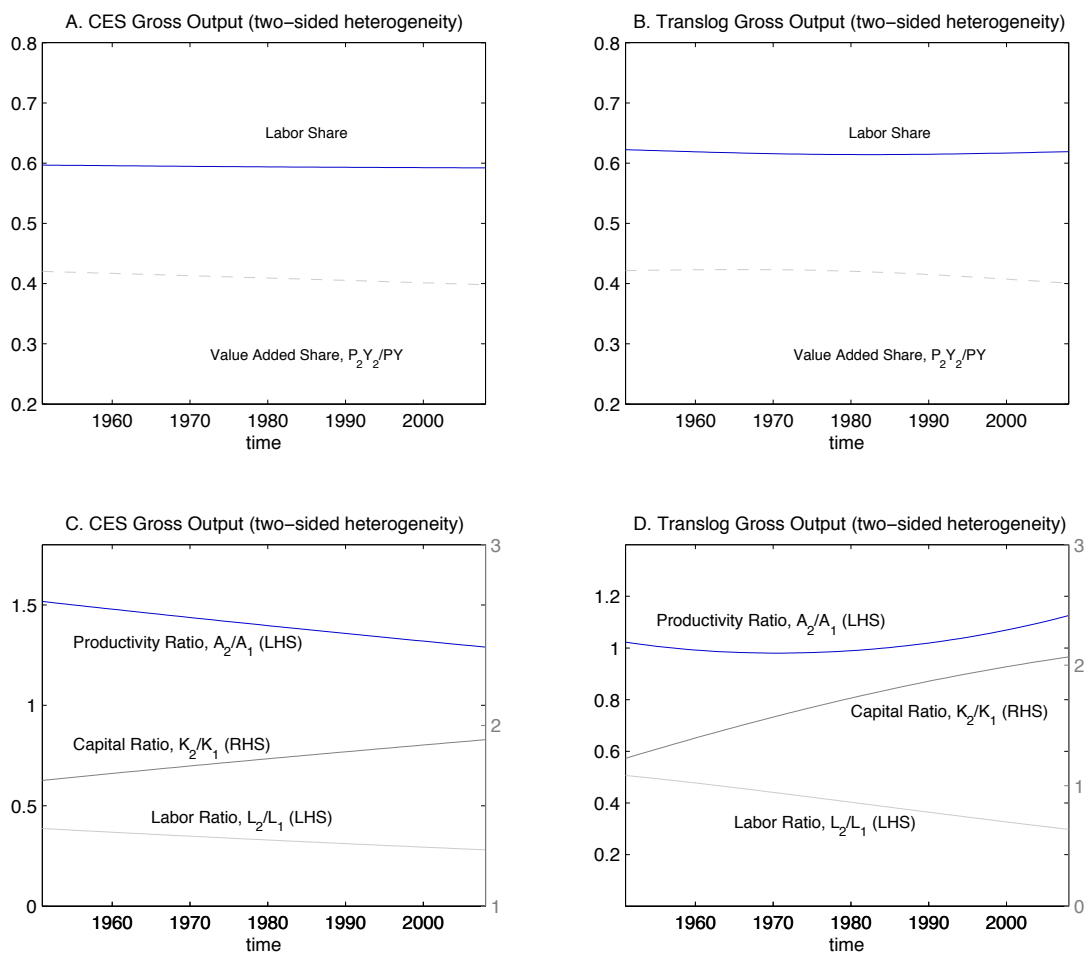 A. CES Gross Output (two−sided heterogeneity)
0.8
0.7
0.6
0.5
0.4
0.3
0.2
Labor Share
Value Added Share, P2Y2/PY
1960 1970 1980 1990 2000
time
B. Translog Gross Output (two−sided heterogeneity)
0.8
0.7
0.6
0.5
0.4
0.3
0.2
Labor Share
Value Added Share, P2Y2/PY
1960 1970 1980 1990 2000
time
C. CES Gross Output (two−sided heterogeneity)
1.5
1
0.5
0
3
2
1
Productivity Ratio, A2/A1 (LHS)
Capital Ratio, K2/K1 (RHS)
Labor Ratio, L2/L1 (LHS)
1960 1970 1980 1990 2000
time
D. Translog Gross Output (two−sided heterogeneity)
1.2
1
0.8
0.6
0.4
0.2
3
2
1
0
Productivity Ratio, A2/A1 (LHS)
Capital Ratio, K2/K1 (RHS)
Labor Ratio, L2/L1 (LHS)
1960 1970 1980 1990 2000
time